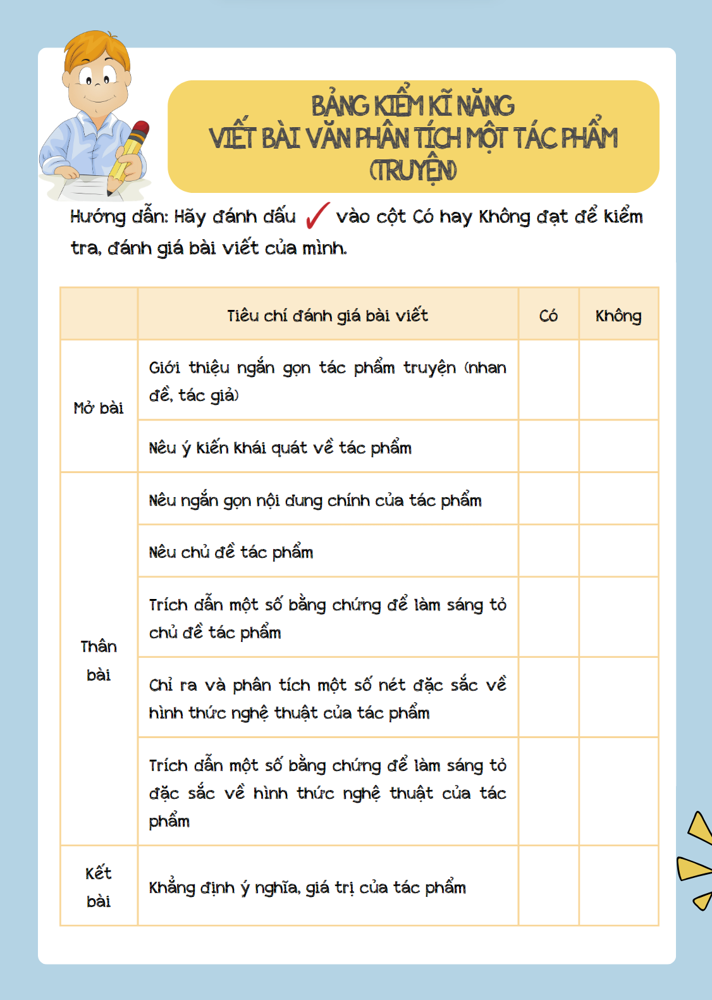 BẢNG KIỂM KĨ NĂNG
VIẾT BÀI VĂN PHÂN TÍCH MỘT TÁC PHẨM
(TRUYỆN)
Hướng dẫn: Hãy đánh dấu vào cột Có hay Không đạt để kiểm
tra, đánh giá bài viết của mình.
Tiêu chí đánh giá bài viết
Có
Không
Mở bài
Giới thiệu ngắn gọn tác phẩm truyện (nhan
đề, tác giả)
Nêu ý kiến khái quát về tác phẩm
Thân
bài
Nêu ngắn gọn nội dung chính của tác phẩm
Nêu chủ đề tác phẩm
Trích dẫn một số bằng chứng để làm sáng tỏ
chủ đề tác phẩm
Chỉ ra và phân tích một số nét đặc sắc về
hình thức nghệ thuật của tác phẩm
Trích dẫn một số bằng chứng để làm sáng tỏ
đặc sắc về hình thức nghệ thuật của tác
phẩm
Kết
bài
Khẳng định ý nghĩa, giá trị của tác phẩm